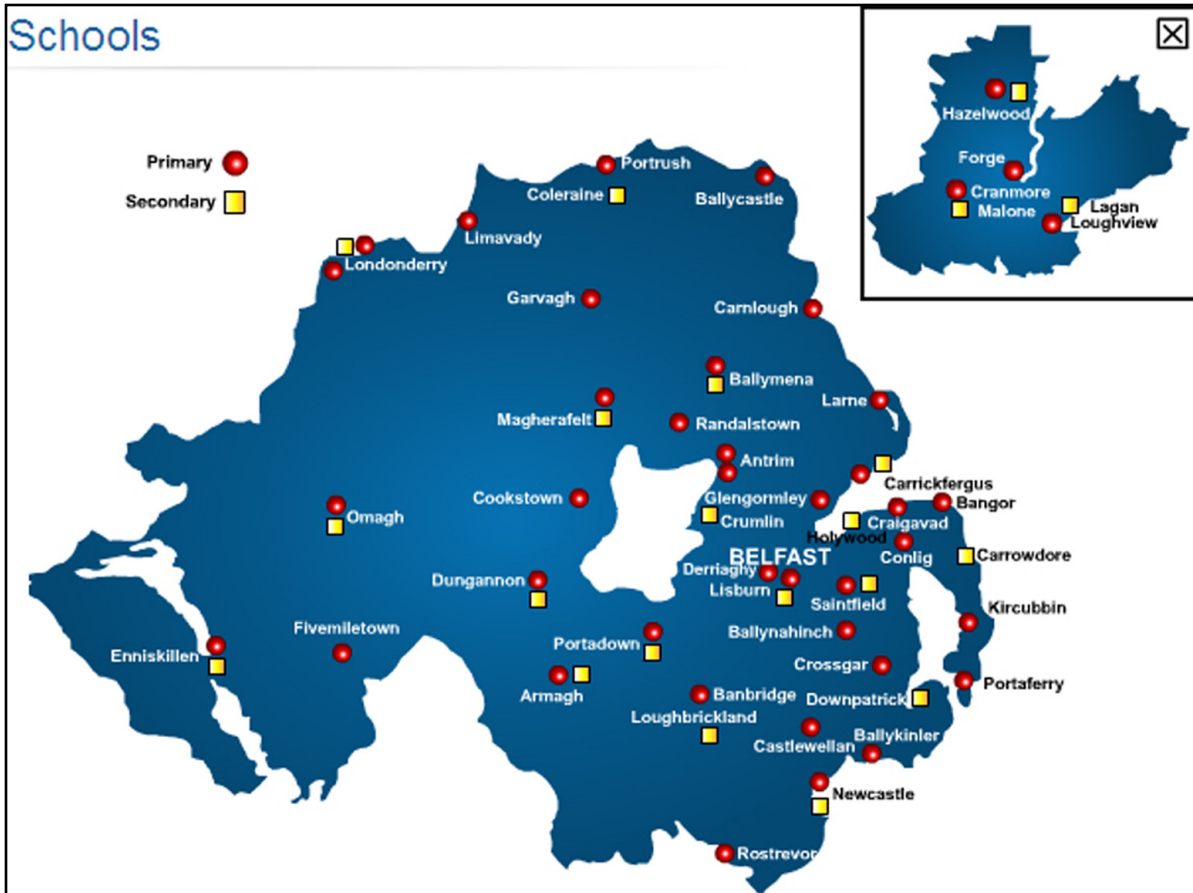 Schools
Primary
Secondary
Hazelwood
Forge
Cranmore
Malone
Lagan
Loughview
Portrush
Coleraine
Ballycastle
Limavady
Londonderry
Garvagh
Carnlough
Ballymena
Larne
Magherafelt
Randalstown
Antrim
Carrickfergus
Cookstown
Glengormley
Bangor
Omagh
Crumlin
Craigavad
Holywood
BELFAST
Conlig
Carrowdore
Derriaghy
Dungannon
Lisburn
Saintfield
Kircubbin
Fivemiletown
Ballynahinch
Portadown
Enniskillen
Crossgar
Portaferry
Armagh
Banbridge
Downpatrick
Loughbrickland
Ballykinler
Castlewellan
Newcastle
Rostrevor